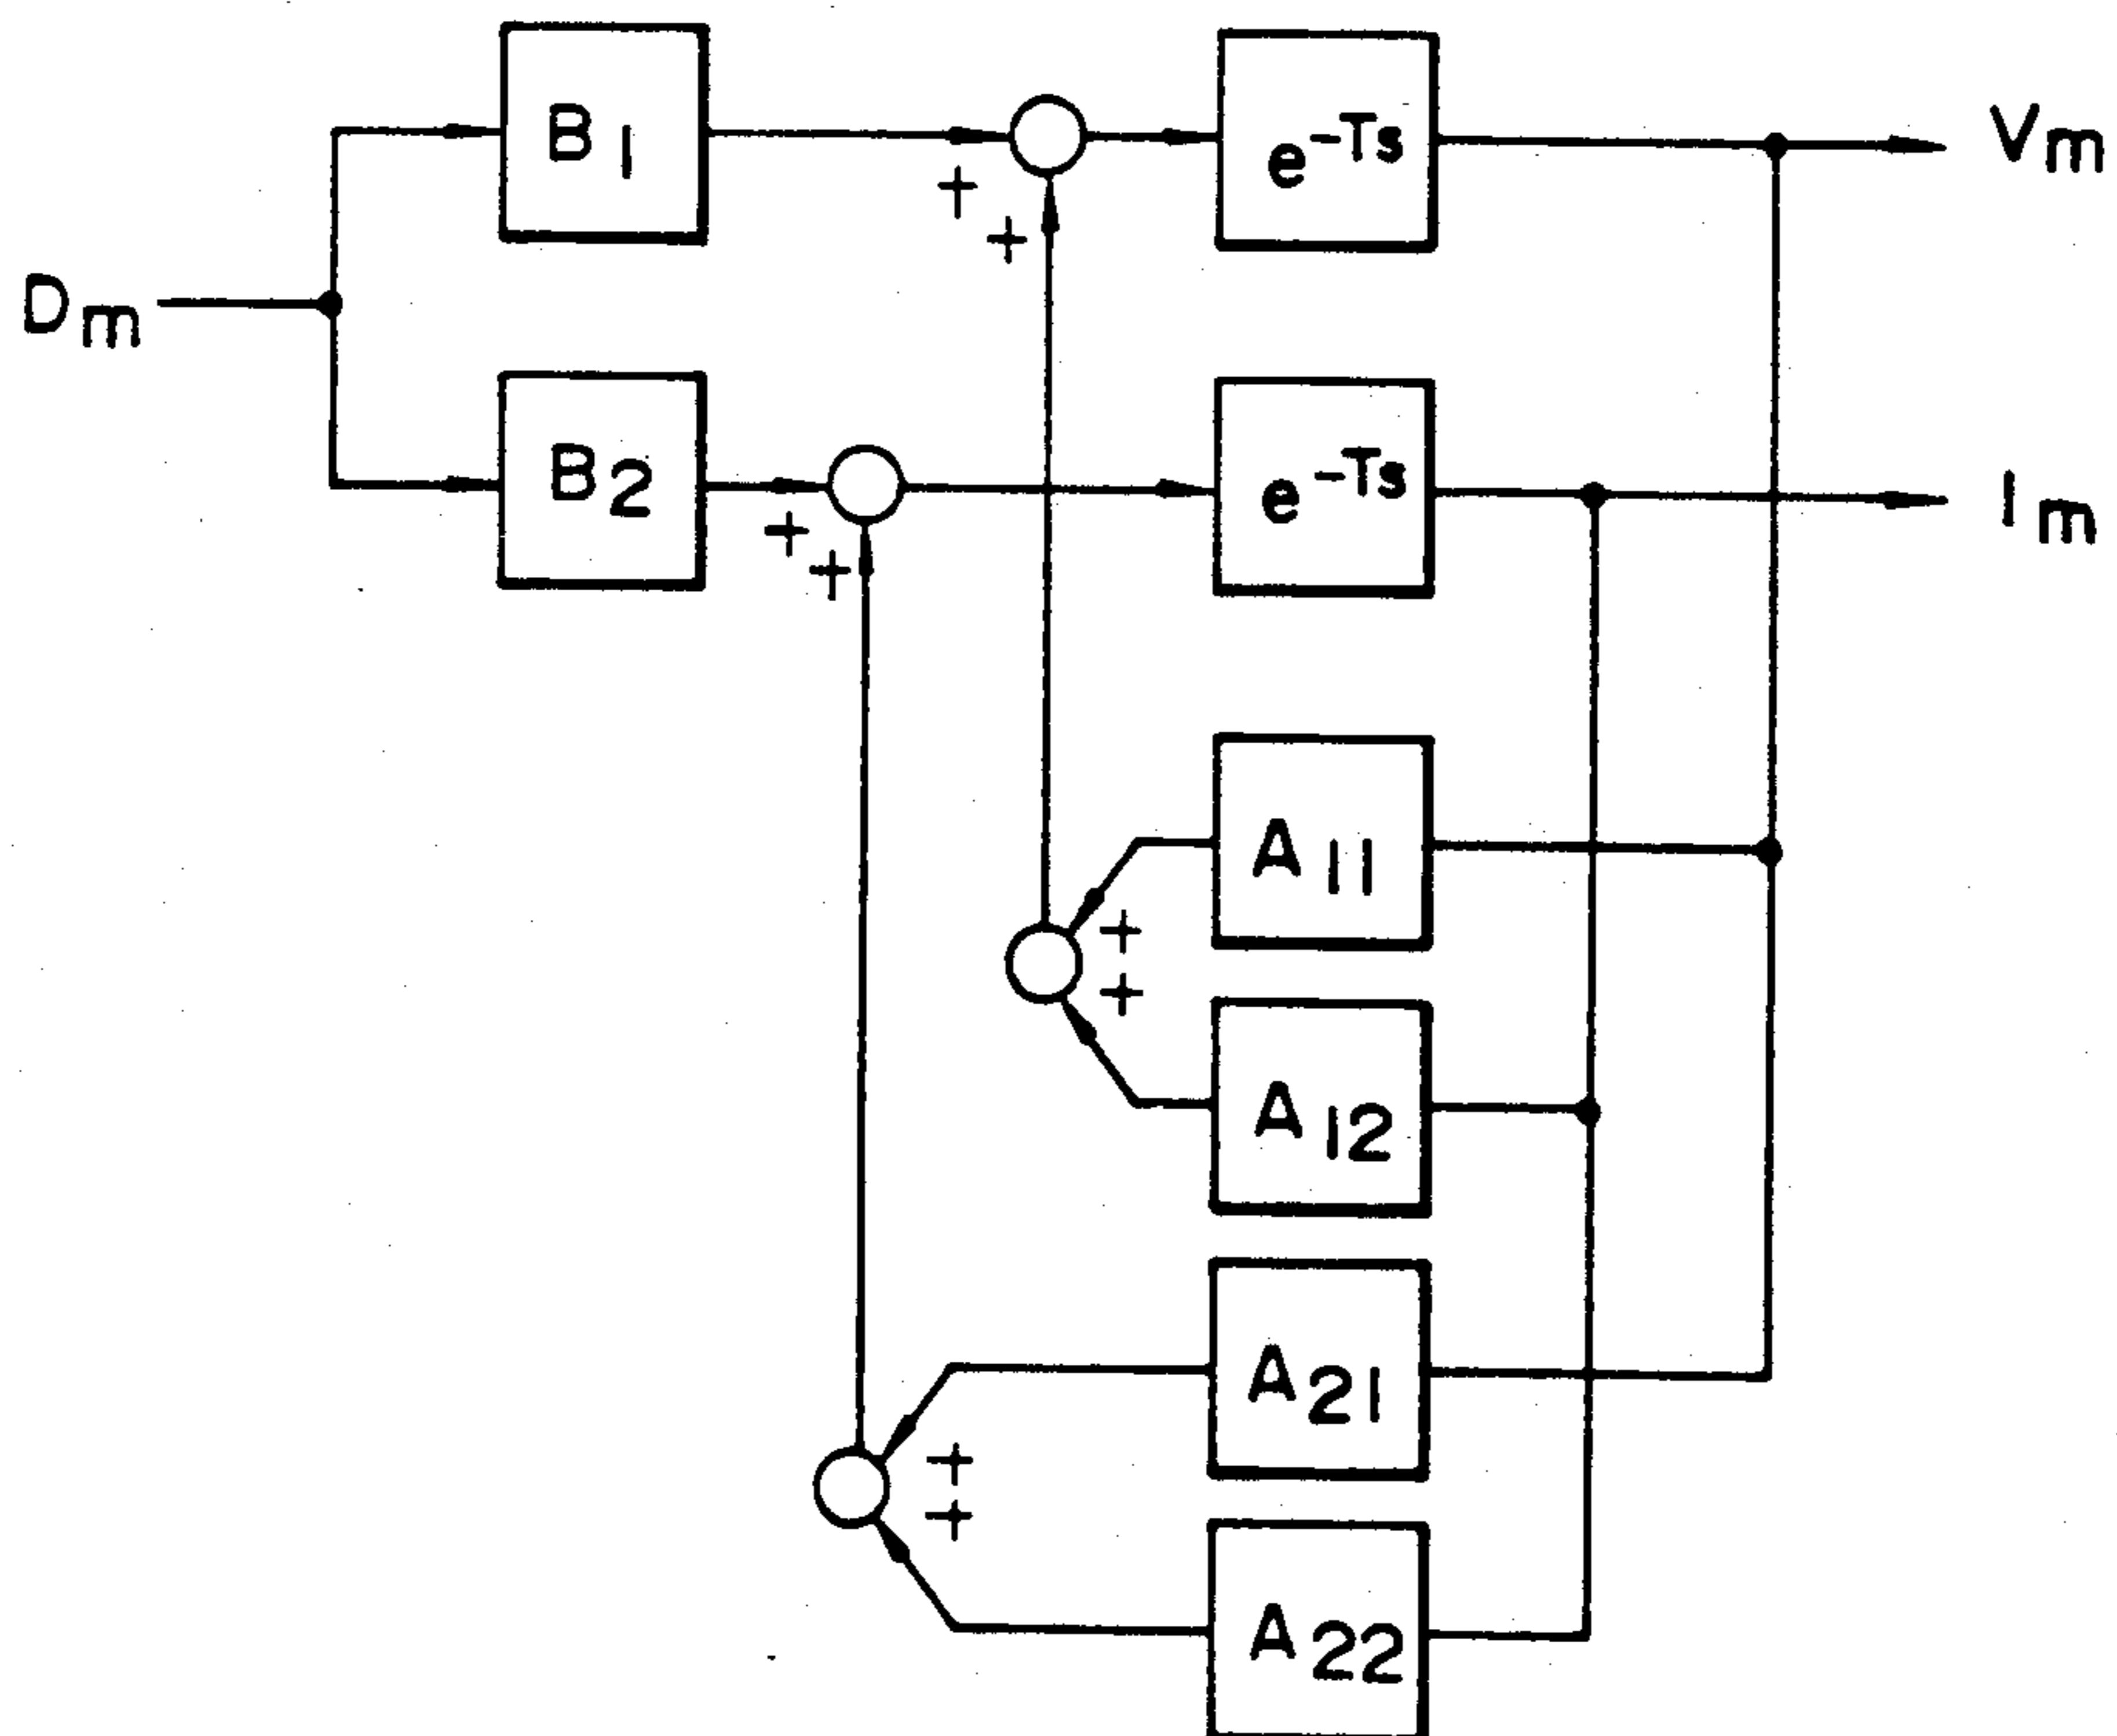 B1
e-Ts
Vm
+
+
Dm
B2
e-Ts
Im
+
+
A11
+
+
A12
A21
+
+
A22